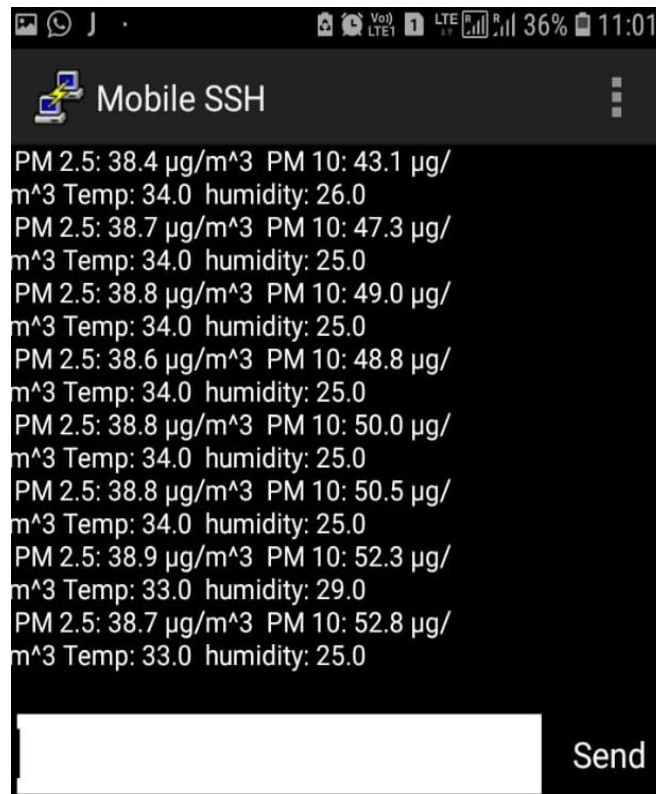 J · Vo)) LTE1 1 LTE R R 36% 11:01
Mobile SSH
PM 2.5: 38.4 µg/m^3 PM 10: 43.1 µg/
m^3 Temp: 34.0 humidity: 26.0
PM 2.5: 38.7 µg/m^3 PM 10: 47.3 µg/
m^3 Temp: 34.0 humidity: 25.0
PM 2.5: 38.8 µg/m^3 PM 10: 49.0 µg/
m^3 Temp: 34.0 humidity: 25.0
PM 2.5: 38.6 µg/m^3 PM 10: 48.8 µg/
m^3 Temp: 34.0 humidity: 25.0
PM 2.5: 38.8 µg/m^3 PM 10: 50.0 µg/
m^3 Temp: 34.0 humidity: 25.0
PM 2.5: 38.8 µg/m^3 PM 10: 50.5 µg/
m^3 Temp: 34.0 humidity: 25.0
PM 2.5: 38.9 µg/m^3 PM 10: 52.3 µg/
m^3 Temp: 33.0 humidity: 29.0
PM 2.5: 38.7 µg/m^3 PM 10: 52.8 µg/
m^3 Temp: 33.0 humidity: 25.0
Send